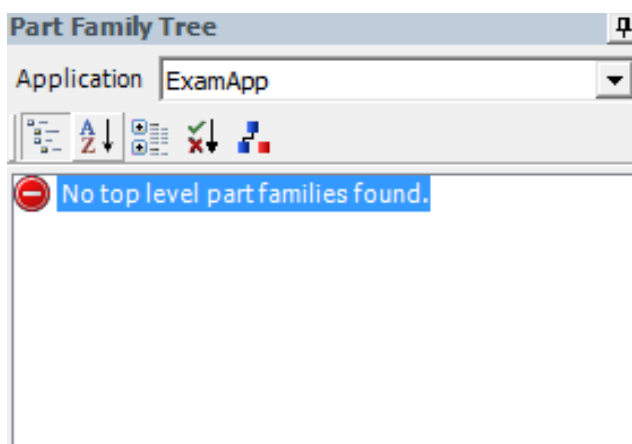 Part Family Tree
Application ExamApp
A
Z
No top level part families found.